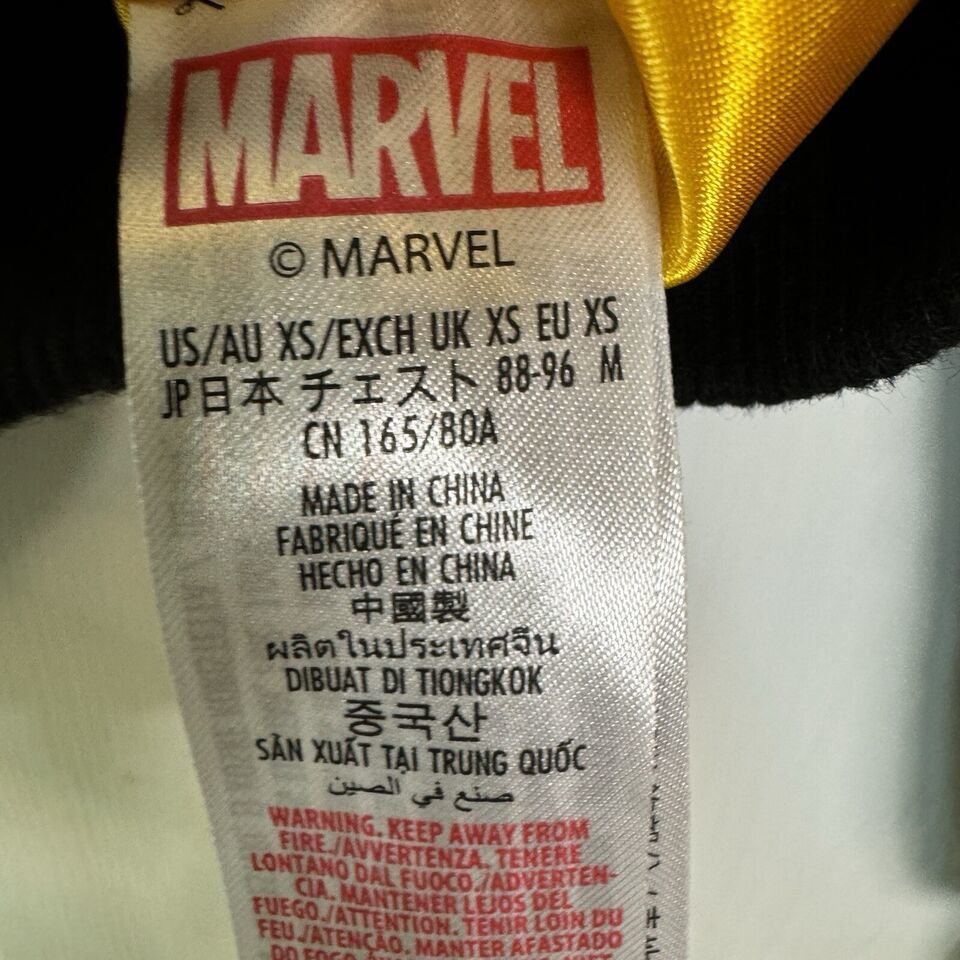 MARVEL
© MARVEL
US/AU XS/EXCH UK XS EU XS
JP日本 チェスト 88-96 M
CN 165/80A
MADE IN CHINA
FABRIQUÉ EN CHINE
HECHO EN CHINA
中國製
ผลิตในประเทศจีน
DIBUAT DI TIONGKOK
중국산
SẢN XUẤT TẠI TRUNG QUỐC
صنع في الصين
WARNING. KEEP AWAY FROM
FIRE./AVVERTENZA. TENERE
LONTANO DAL FUOCO./ADVERTEN-
CIA. MANTENER LEJOS DEL
FUEGO./ATTENTION. TENIR LOIN DU
FEU./ATENÇÃO. MANTER AFASTADO